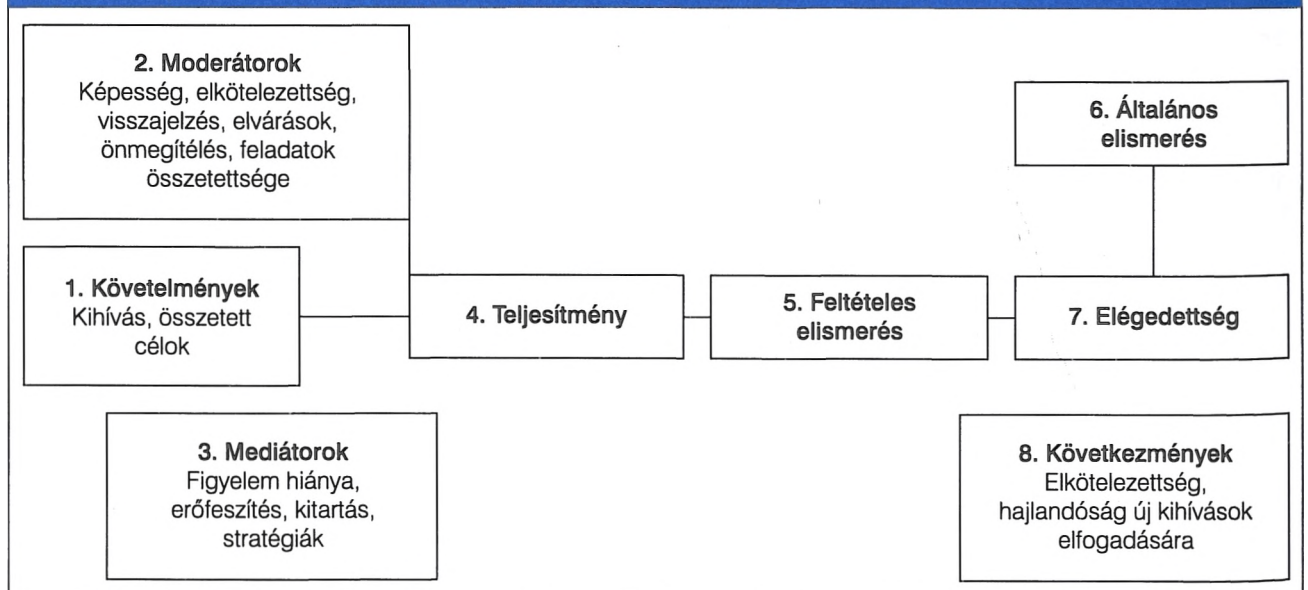 2. Moderátorok
Képesség, elkötelezettség,
visszajelzés, elvárások,
önmegítélés, feladatok
összetettsége
1. Követelmények
Kihívás, összetett
célok
3. Mediátorok
Figyelem hiánya,
erőfeszítés, kitartás,
stratégiák
4. Teljesítmény
5. Feltételes
elismerés
6. Általános
elismerés
7. Elégedettség
8. Következmények
Elkötelezettség,
hajlandóság új kihívások
elfogadására